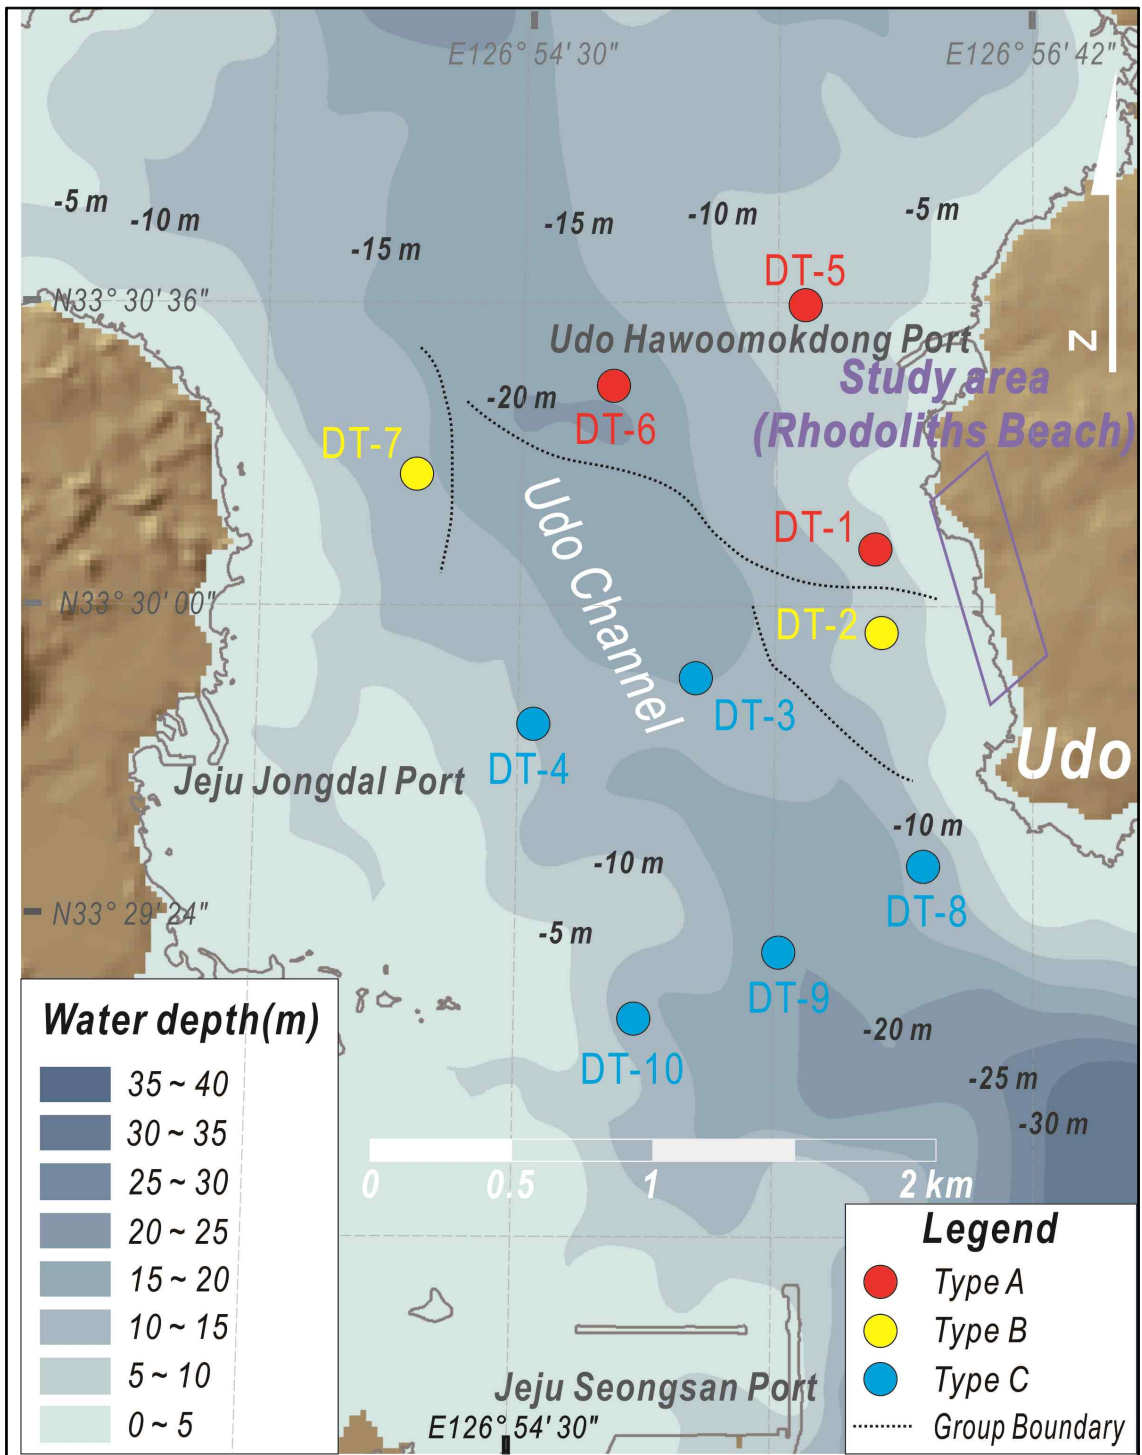 E126° 54' 30"
E126° 56' 42"
-5 m
-10 m
-15 m
-15 m
-10 m
-5 m
N33° 30' 36"
DT-5
Udo Hawoomokdong Port
Z
Study area
(Rhodoliths Beach)
-20 m
DT-6
DT-7
Udo Channel
DT-1
N33° 30' 00"
DT-2
DT-3
DT-4
Jeju Jongdal Port
Udo
-10 m
-10 m
DT-8
N33° 29' 24"
-5 m
DT-9
-20 m
DT-10
-25 m
-30 m
Water depth(m)
35 ~ 40
30 ~ 35
25 ~ 30
20 ~ 25
15 ~ 20
10 ~ 15
5 ~ 10
0 ~ 5
0 0.5 1 2 km
Legend
Type A
Type B
Type C
Group Boundary
Jeju Seongsan Port
E126° 54' 30"